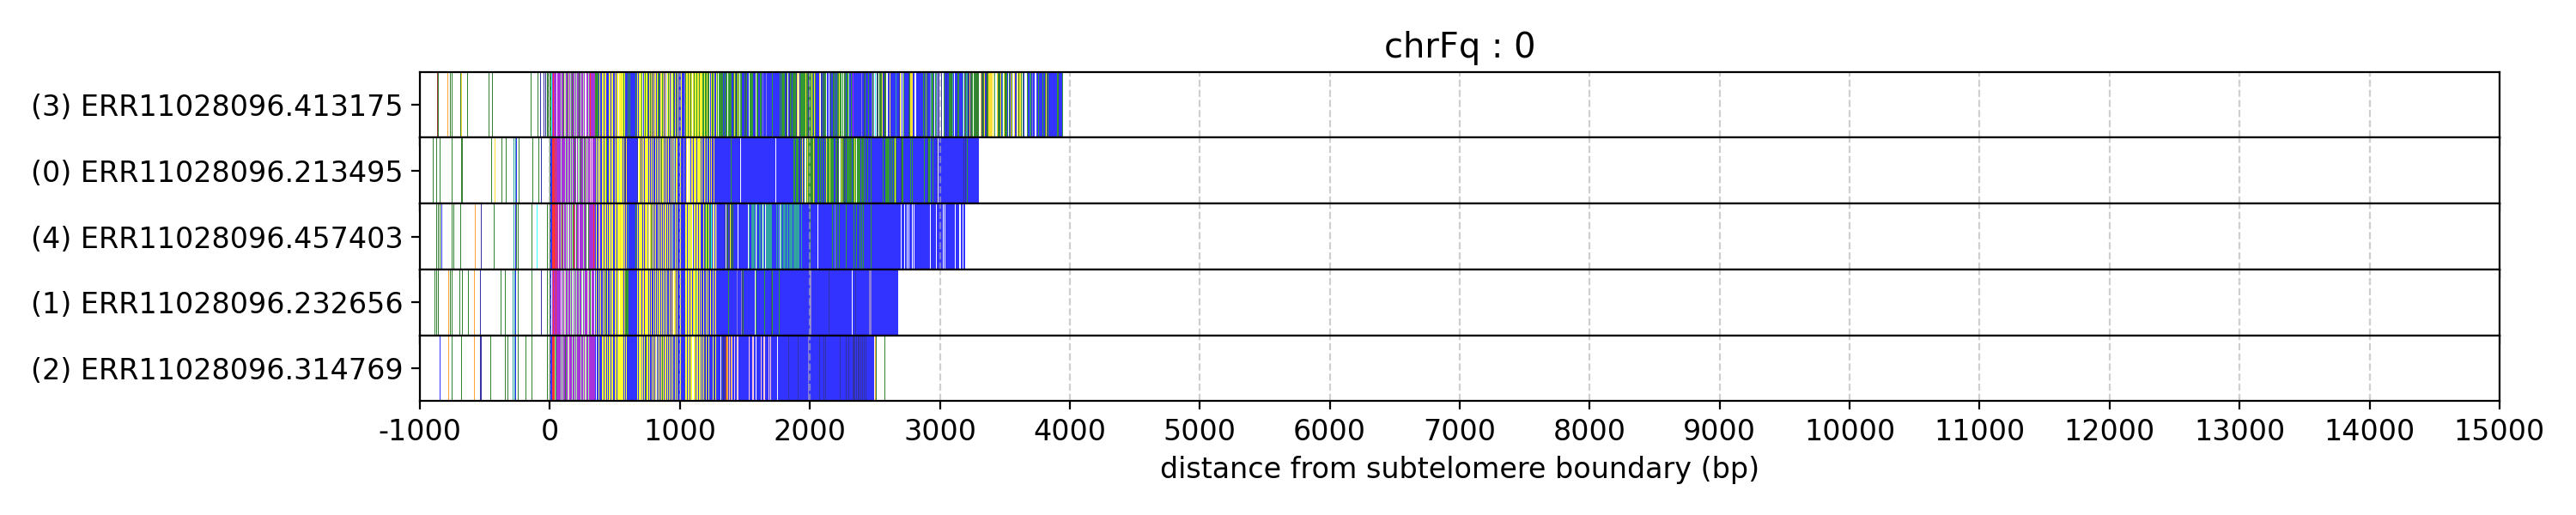 chrFq : 0
(3) ERR11028096.413175
(0) ERR11028096.213495
(4) ERR11028096.457403
(1) ERR11028096.232656
(2) ERR11028096.314769
-1000 0 1000 2000 3000 4000 5000 6000 7000 8000 9000 10000 11000 12000 13000 14000 15000
distance from subtelomere boundary (bp)